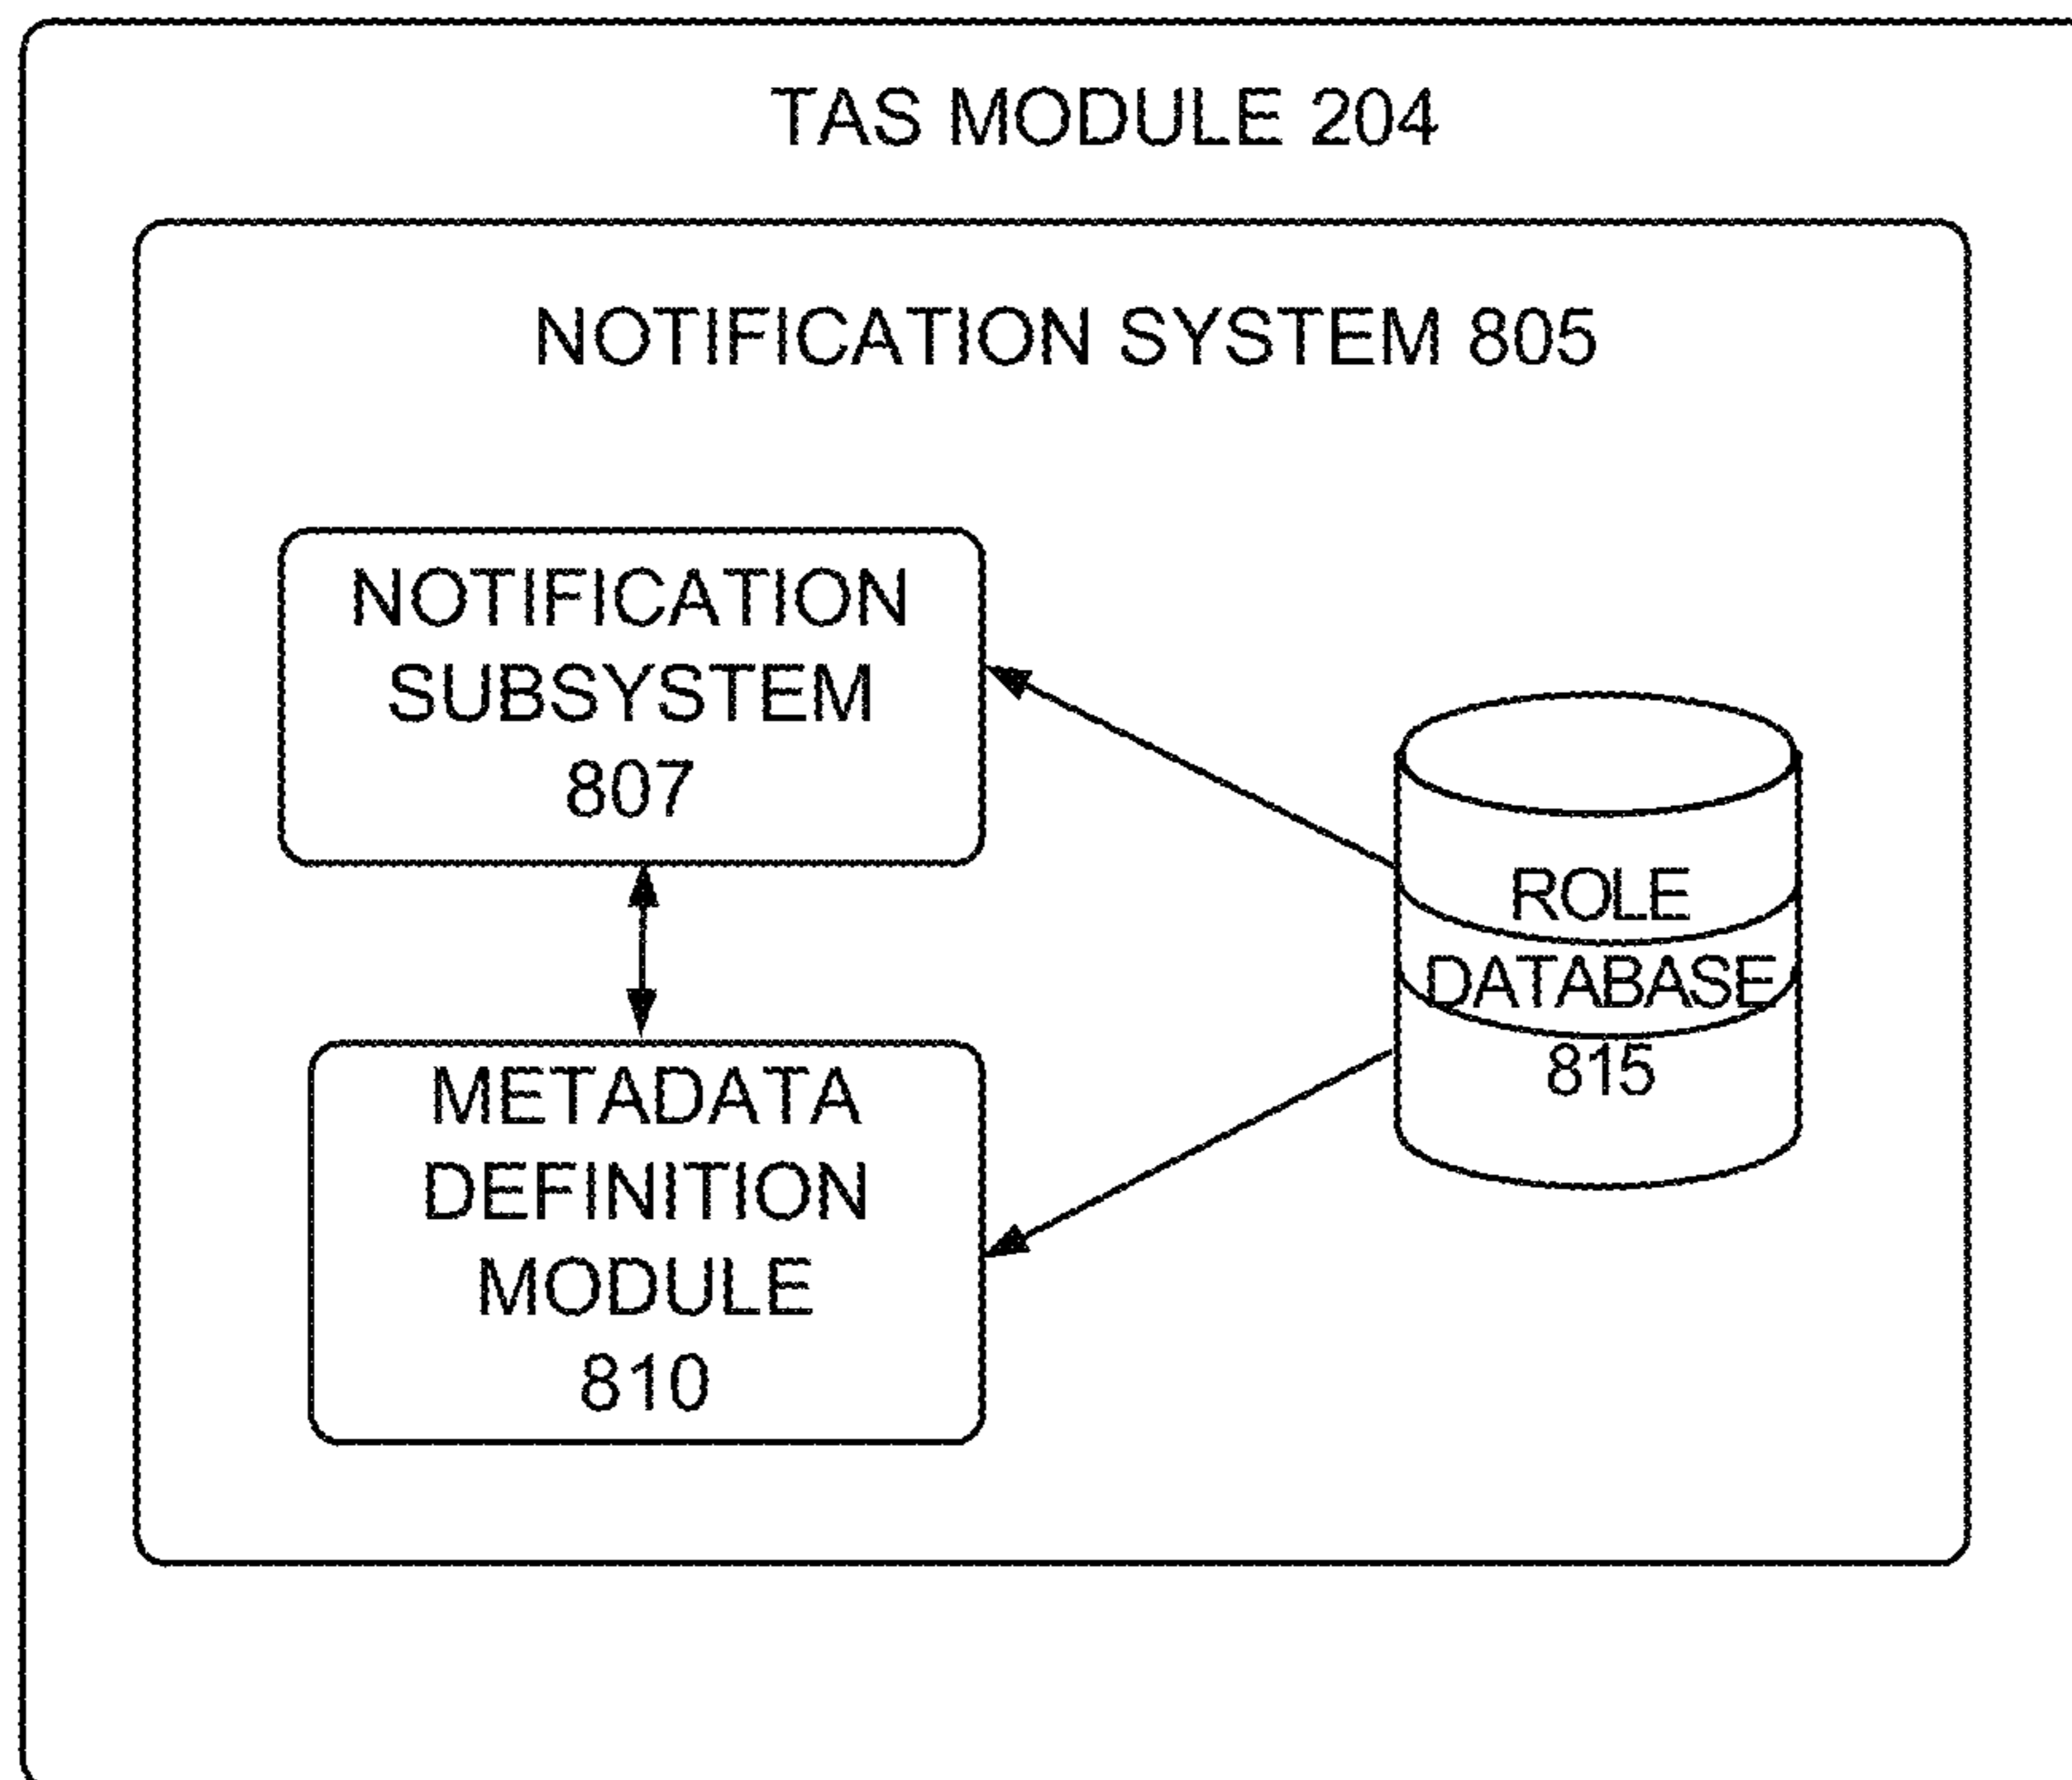 TAS MODULE 204
NOTIFICATION SYSTEM 805
NOTIFICATION
SUBSYSTEM
807
ROLE
DATABASE
815
METADATA
DEFINITION
MODULE
810